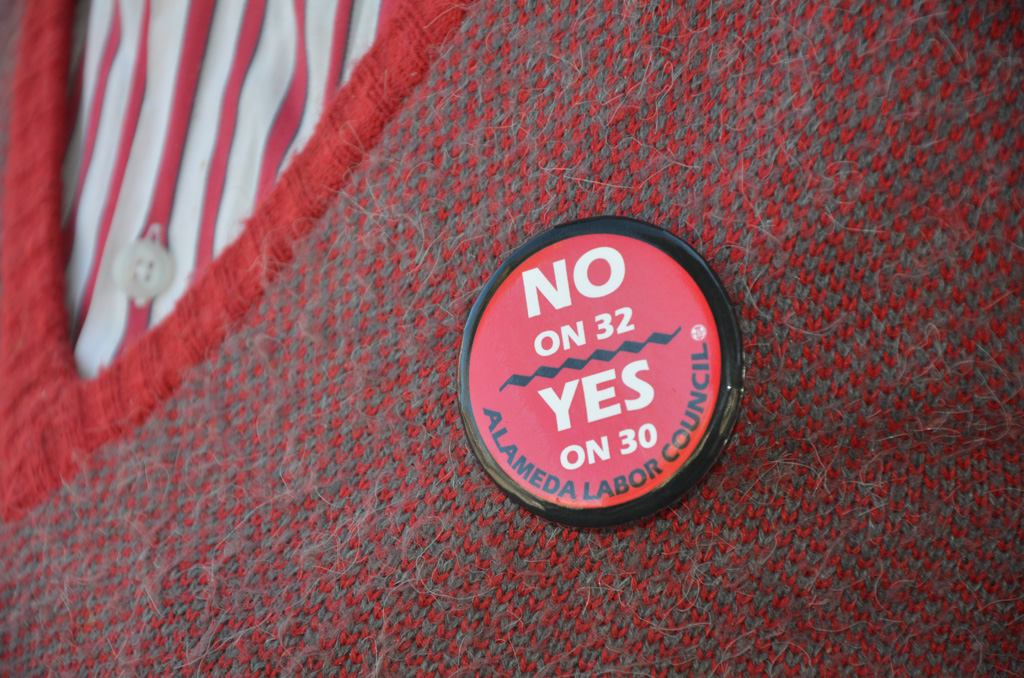 NO
ON 32
YES
ON 30
ALAMEDA LABOR COUNCIL